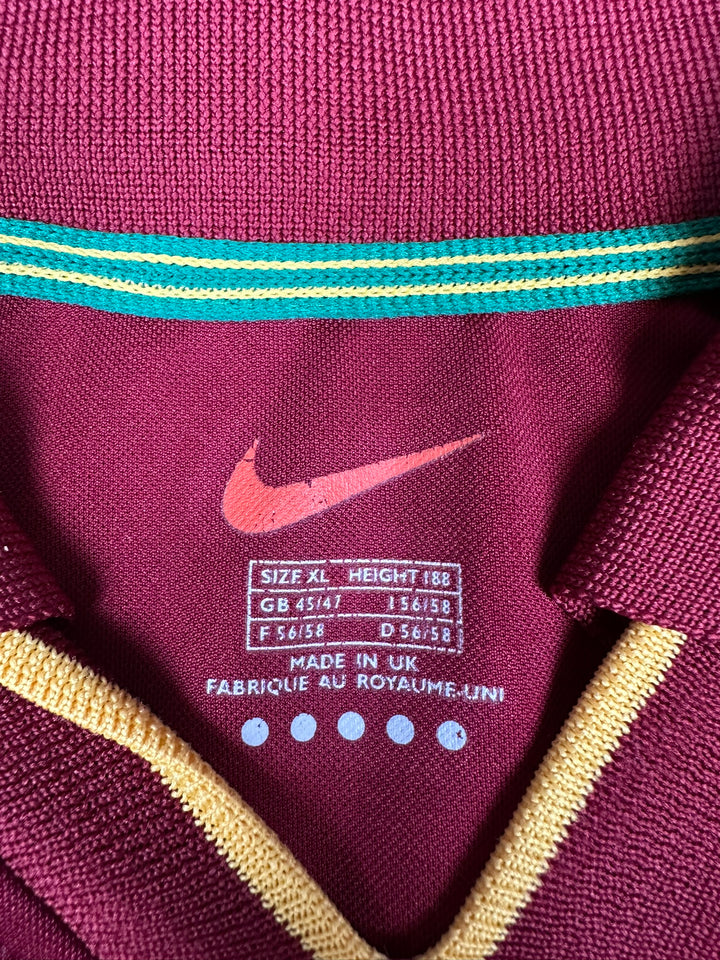 SIZE XL HEIGHT 188
GB 45/47 I 56/58
F 56/58 D 56/58
MADE IN UK
FABRIQUE AU ROYAUME-UNI